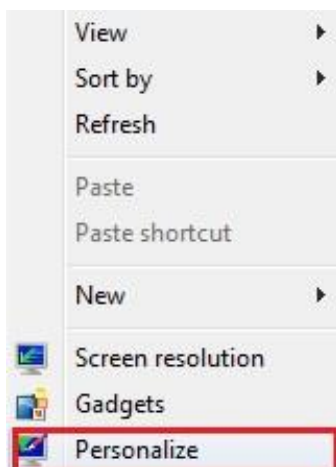 View
Sort by
Refresh
Paste
Paste shortcut
New
Screen resolution
Gadgets
Personalize